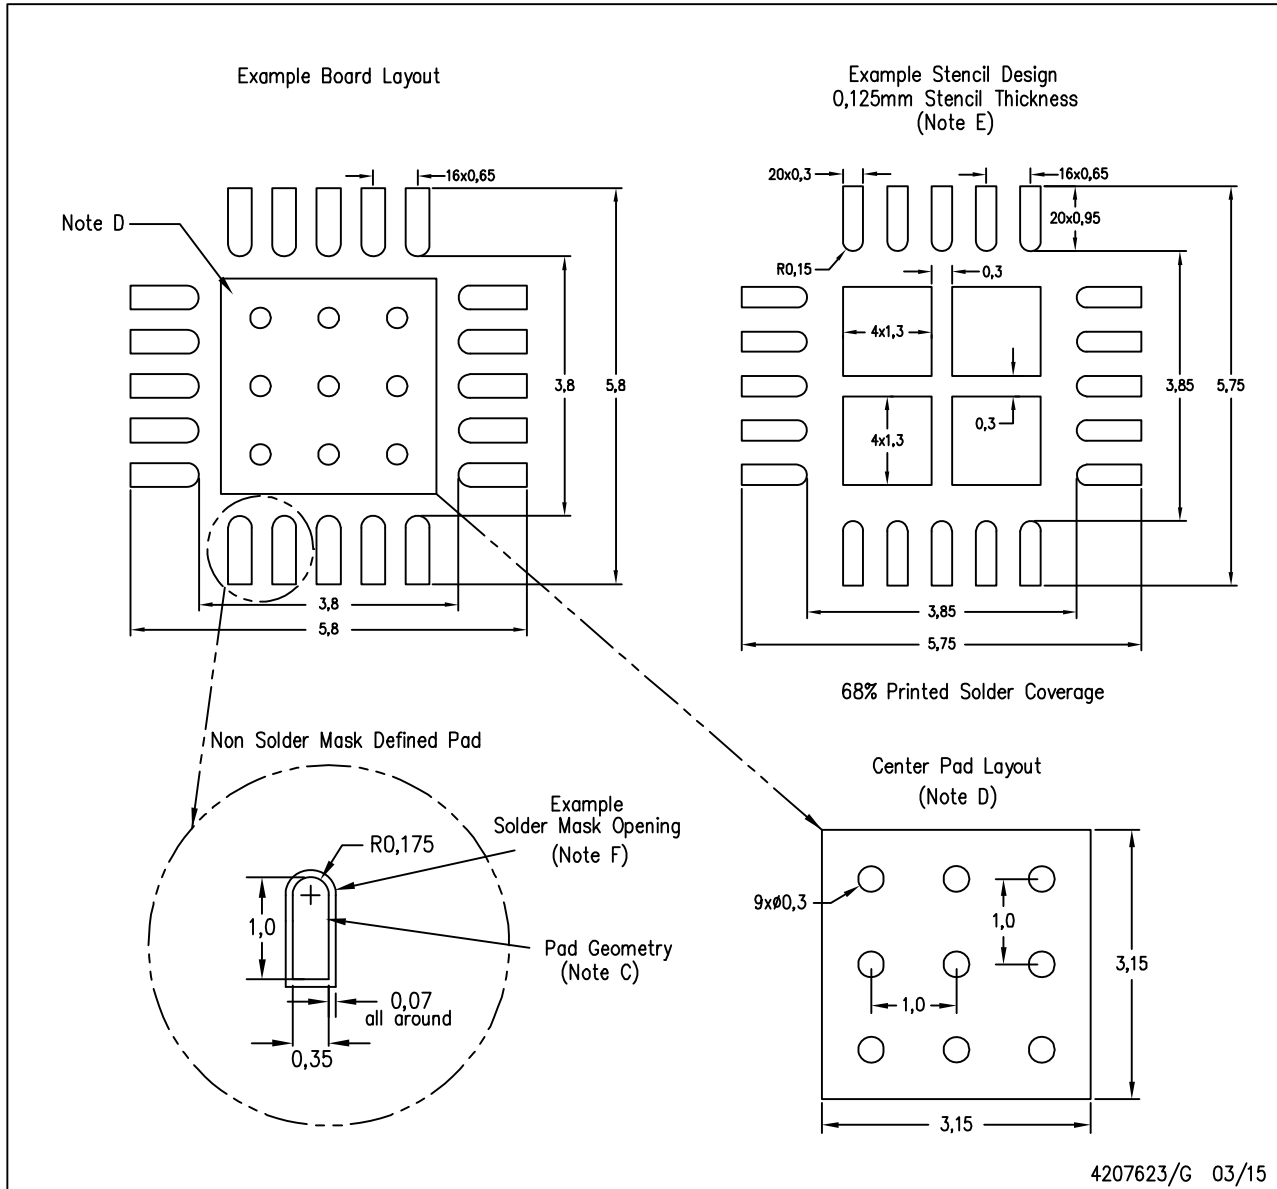 Example Board Layout
16x0,65
Note D
3,8
5,8
3,8
5,8
Example Stencil Design
0,125mm Stencil Thickness
(Note E)
20x0,3
16x0,65
20x0,95
R0,15
0,3
4x1,3
3,85
5,75
4x1,3
0,3
3,85
5,75
68% Printed Solder Coverage
Non Solder Mask Defined Pad
Example
Solder Mask Opening
(Note F)
R0,175
1,0
Pad Geometry
(Note C)
0,07
all around
0,35
Center Pad Layout
(Note D)
9xø0,3
1,0
3,15
1,0
3,15
4207623/G 03/15